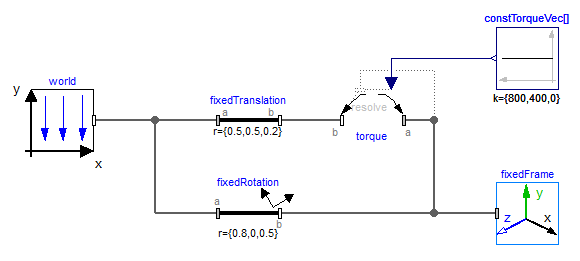 constTorqueVec[]
k={800,400,0}
world
y
x
fixedTranslation
a b
r={0.5,0.5,0.2}
resolve
b a
torque
fixedRotation
a
b
r={0.8,0,0.5}
fixedFrame
y
z x